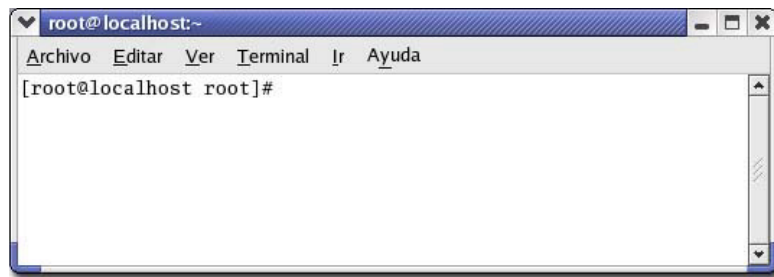 root@localhost:~
Archivo Editar Ver Terminal Ir Ayuda
[root@localhost root]#